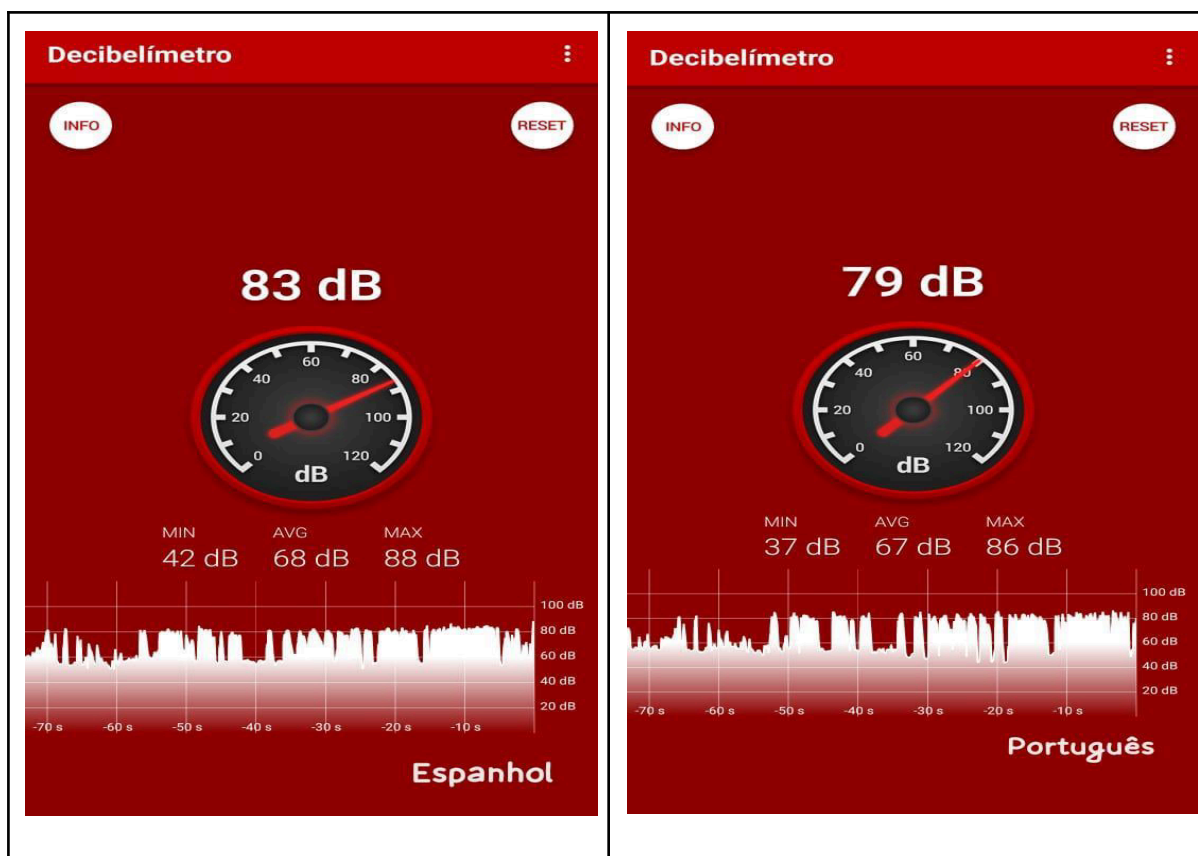 Decibelímetro
INFO
RESET
83 dB
60
40
80
20
100
0
120
dB
MIN
AVG
MAX
42 dB
68 dB
88 dB
100 dB
80 dB
60 dB
40 dB
20 dB
-70 s
-60 s
-50 s
-40 s
-30 s
-20 s
-10 s
Espanhol
Decibelímetro
INFO
RESET
79 dB
60
40
80
20
100
0
120
dB
MIN
AVG
MAX
37 dB
67 dB
86 dB
100 dB
80 dB
60 dB
40 dB
20 dB
-70 s
-60 s
-50 s
-40 s
-30 s
-20 s
-10 s
Português